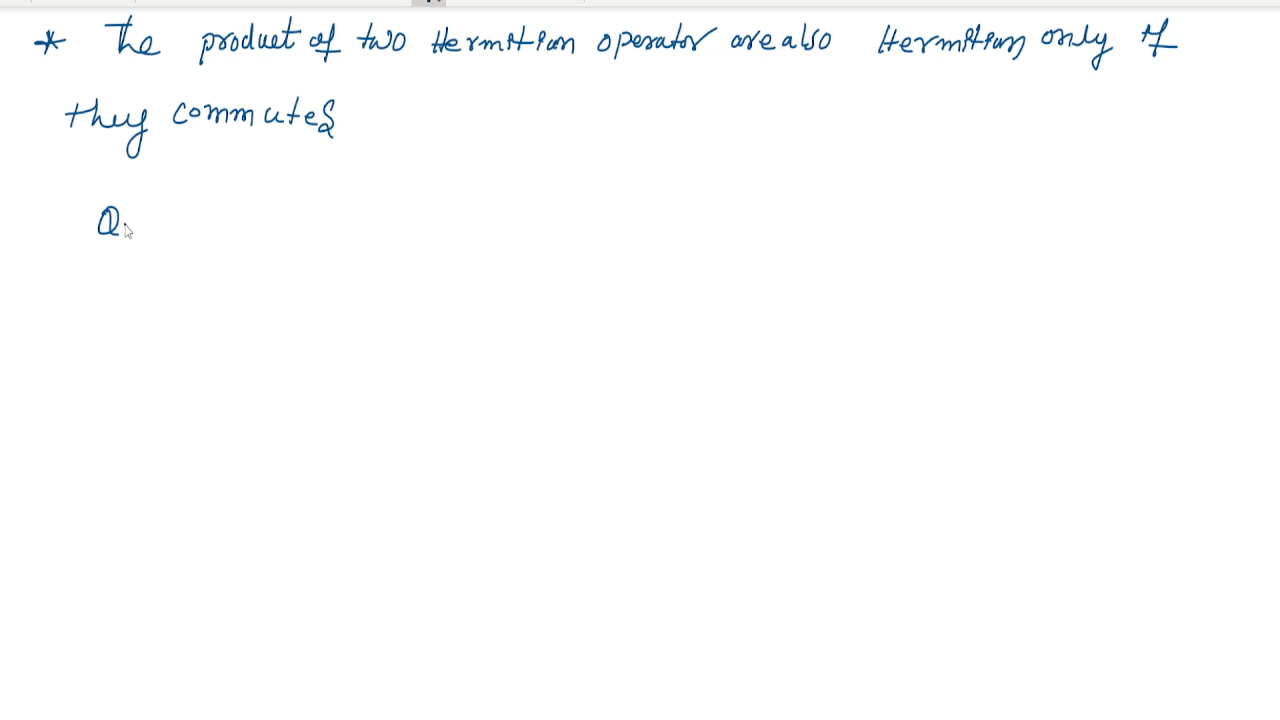 * The product of two Hermitian operator are also Hermitian only if
they commutes
Q